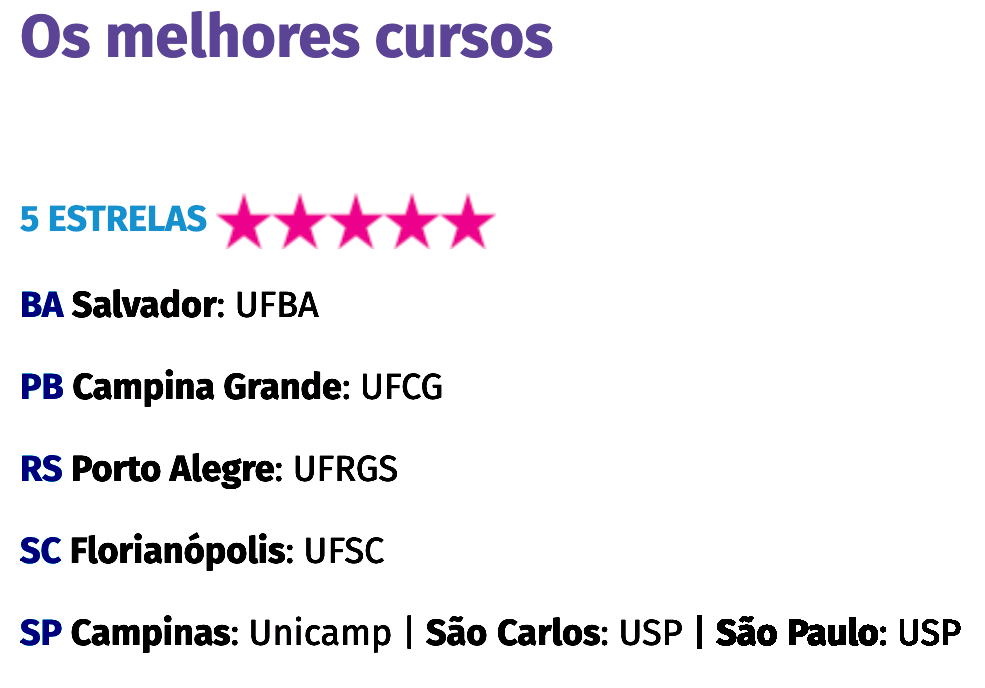 Os melhores cursos
5 ESTRELAS
BA Salvador: UFBA
PB Campina Grande: UFCG
RS Porto Alegre: UFRGS
SC Florianópolis: UFSC
SP Campinas: Unicamp | São Carlos: USP | São Paulo: USP